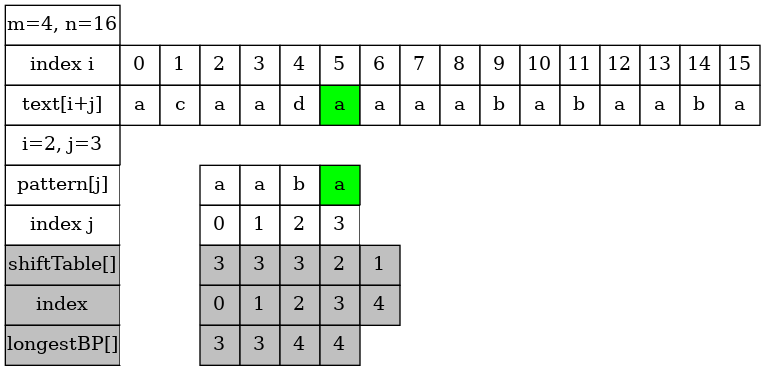 m=4, n=16
index i 0 1 2 3 4 5 6 7 8 9 10 11 12 13 14 15
text[i+j] a c a a d a a a a b a b a a b a
i=2, j=3
pattern[j] a a b a
index j 0 1 2 3
shiftTable[] 3 3 3 2 1
index 0 1 2 3 4
longestBP[] 3 3 4 4